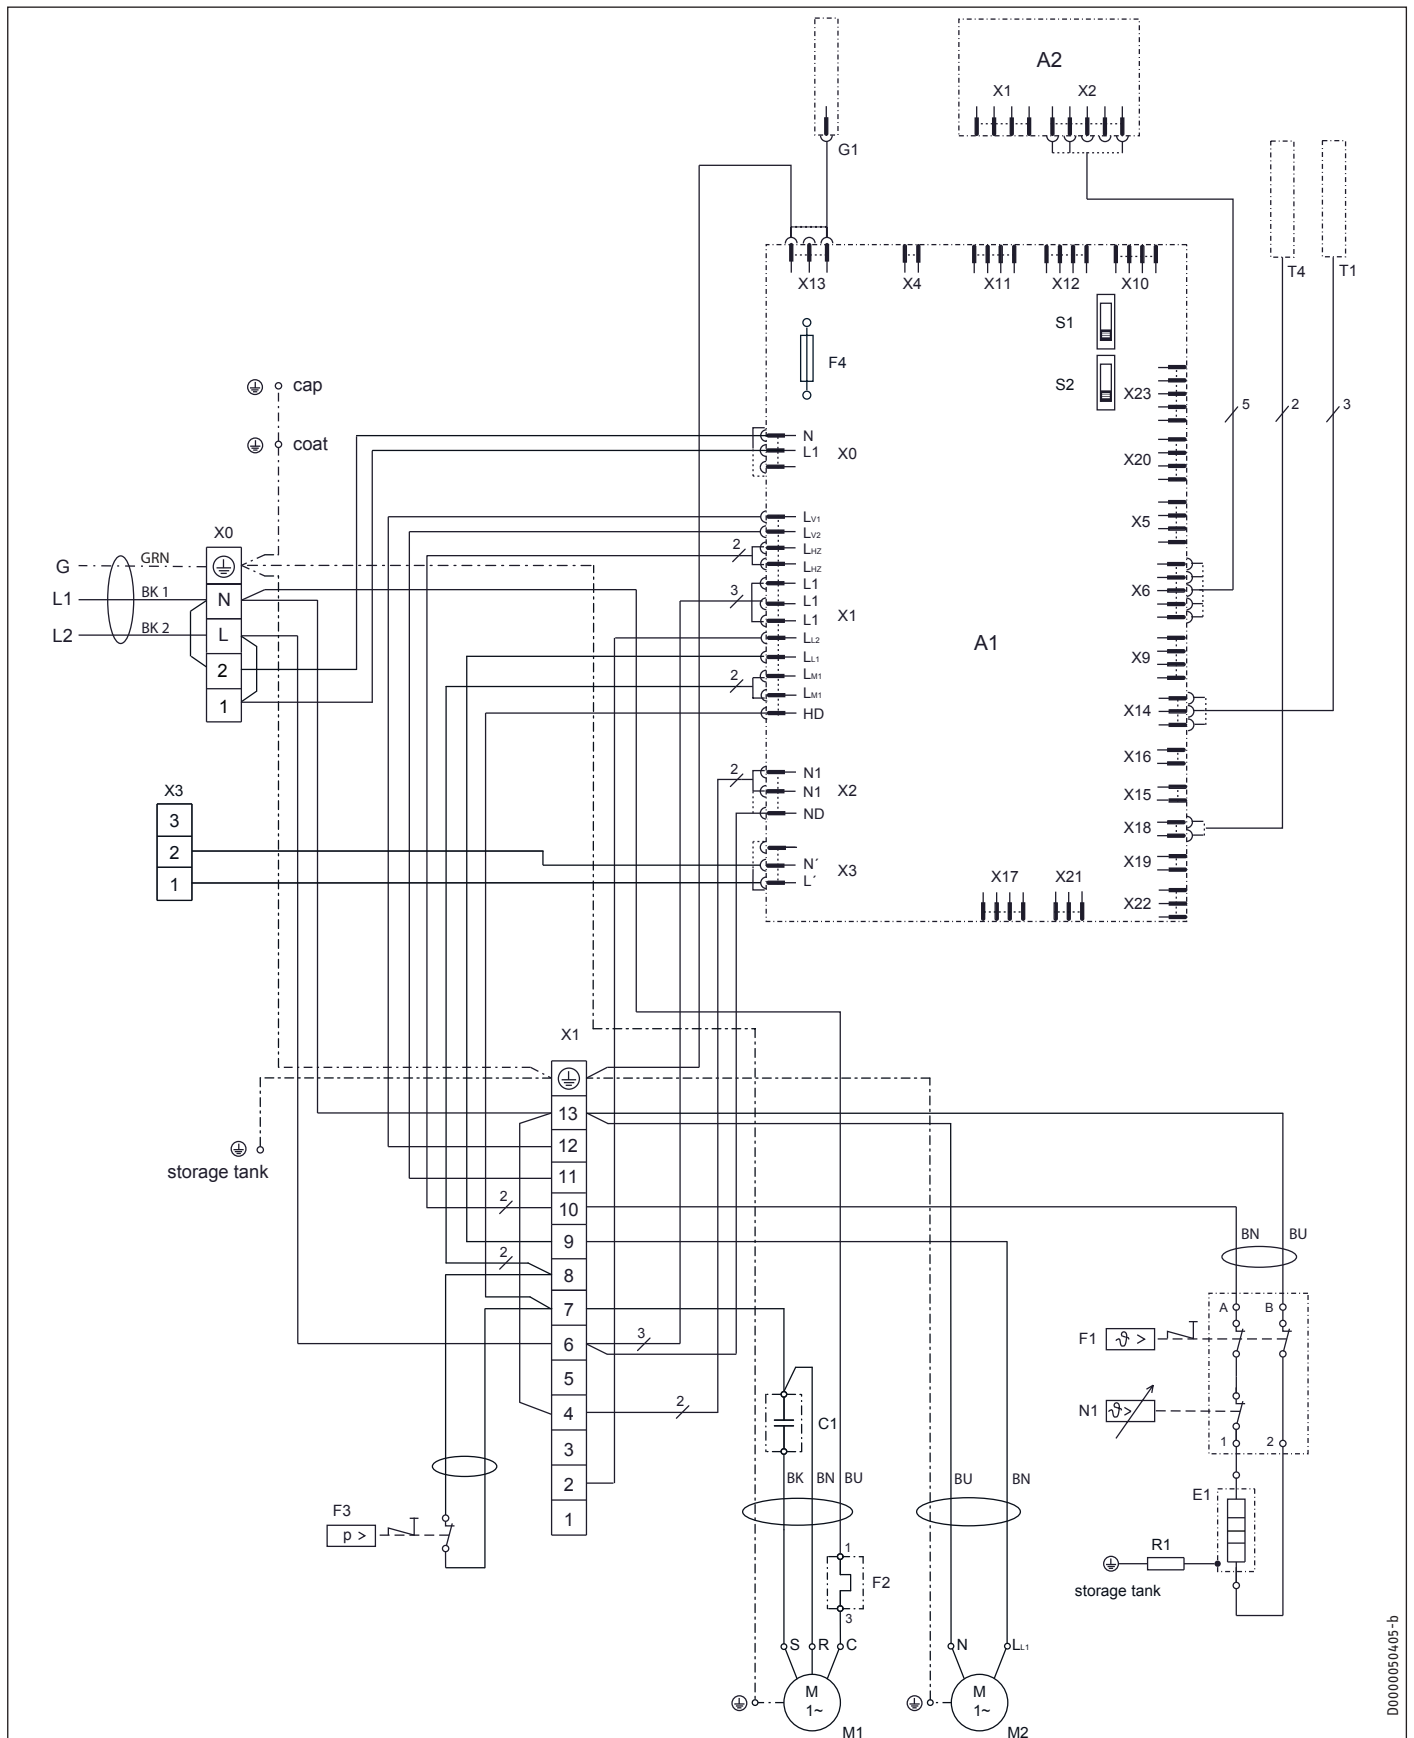 A2
X1 X2
G1
T4 T1
X13 X4 X11 X12 X10
S1
F4
S2
X23
5 2 3
cap
coat
N
L1 X0
X20
X5
X0
LV1
LV2
2 LHZ
LHZ
G GRN
L1 BK 1 N
L2 BK 2 L
2
1
3 L1
L1 X1
L1
LL2
LL1
2 LM1
LM1
HD
A1
X6
X9
X14
X16
X15
X18
X19
X22
2 N1
N1 X2
ND
N´ X3
L´
X17 X21
X3
3
2
1
X1
13
12
11
2 10
9
2 8
7
6 3
5
4 2
3
2
1
storage tank
BN BU
A B
F1 ϑ >
N1 ϑ >
1 2
C1
BK BN BU
BU BN
F3
p >
E1
R1
storage tank
1
F2
3
S R C
N LL1
M
1~
M1
M
1~
M2
D0000050405-b